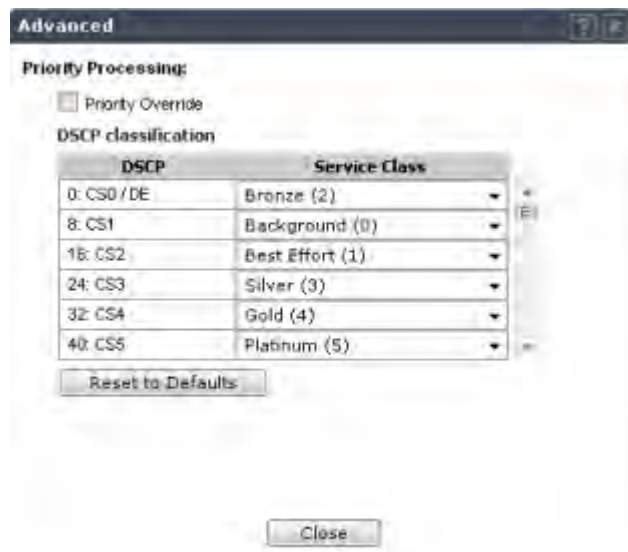 Advanced
?
Priority Processing:
Priority Override
DSCP classification
DSCP Service Class
0: CS0 / DE Bronze (2)
8: CS1 Background (0)
16: CS2 Best Effort (1)
24: CS3 Silver (3)
32: CS4 Gold (4)
40: CS5 Platinum (5)
Reset to Defaults
Close